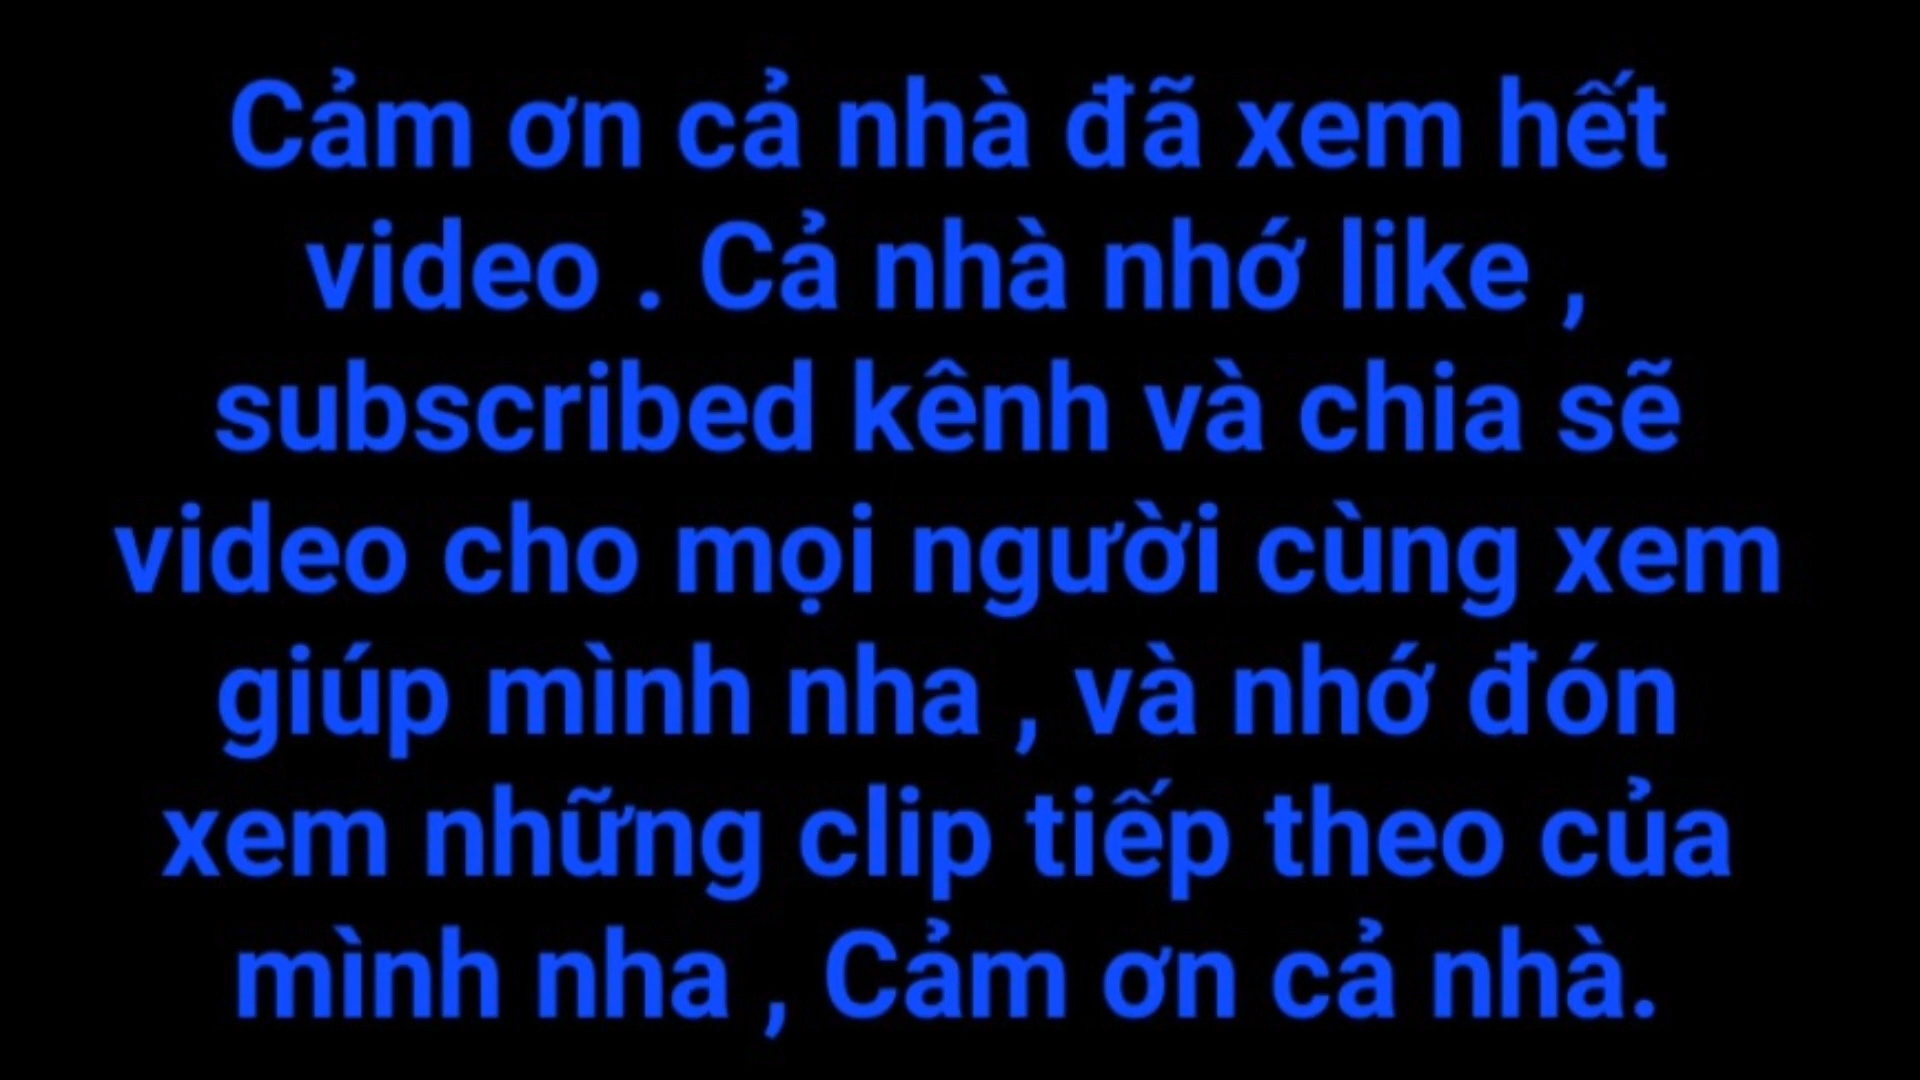 Cảm ơn cả nhà đã xem hết
video . Cả nhà nhớ like ,
subscribed kênh và chia sẽ
video cho mọi người cùng xem
giúp mình nha , và nhớ đón
xem những clip tiếp theo của
mình nha , Cảm ơn cả nhà.